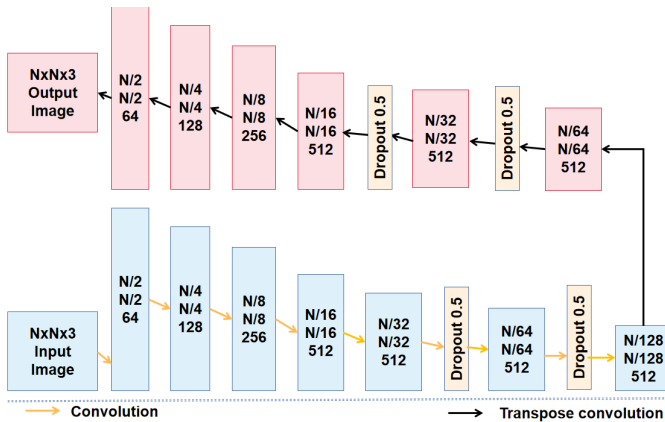 NxNx3
Output
Image
N/2
N/2
64
N/4
N/4
128
N/8
N/8
256
N/16
N/16
512
Dropout 0.5
N/32
N/32
512
Dropout 0.5
N/64
N/64
512
NxNx3
Input
Image
N/2
N/2
64
N/4
N/4
128
N/8
N/8
256
N/16
N/16
512
N/32
N/32
512
Dropout 0.5
N/64
N/64
512
Dropout 0.5
N/128
N/128
512
Convolution
Transpose convolution